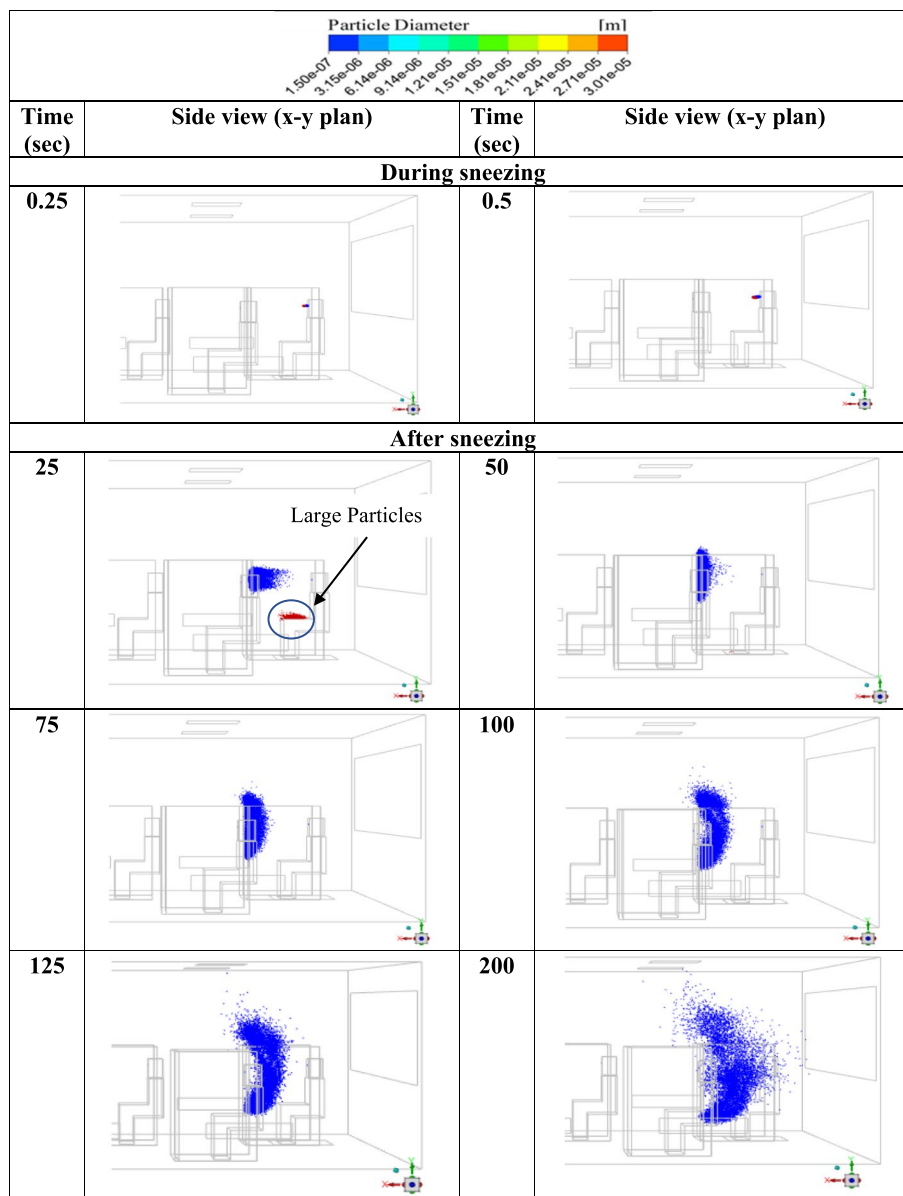 Particle Diameter [m]
1.50e-07 3.15e-06 6.14e-06 9.14e-06 1.21e-05 1.51e-05 1.81e-05 2.11e-05 2.41e-05 2.71e-05 3.01e-05
Time (sec)
Side view (x-y plan)
Time (sec)
Side view (x-y plan)
During sneezing
0.25
0.5
After sneezing
25
Large Particles
50
75
100
125
200